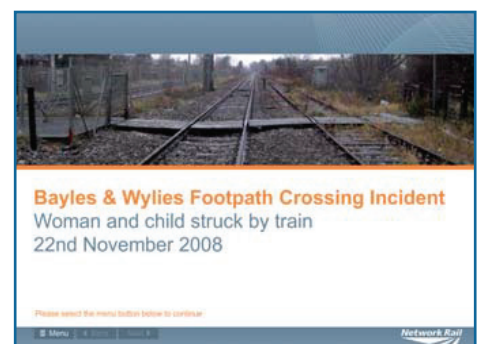 Bayles & Wylies Footpath Crossing Incident
Woman and child struck by train
22nd November 2008
Please select the menu button below to continue
Menu
Back
Next
Network Rail